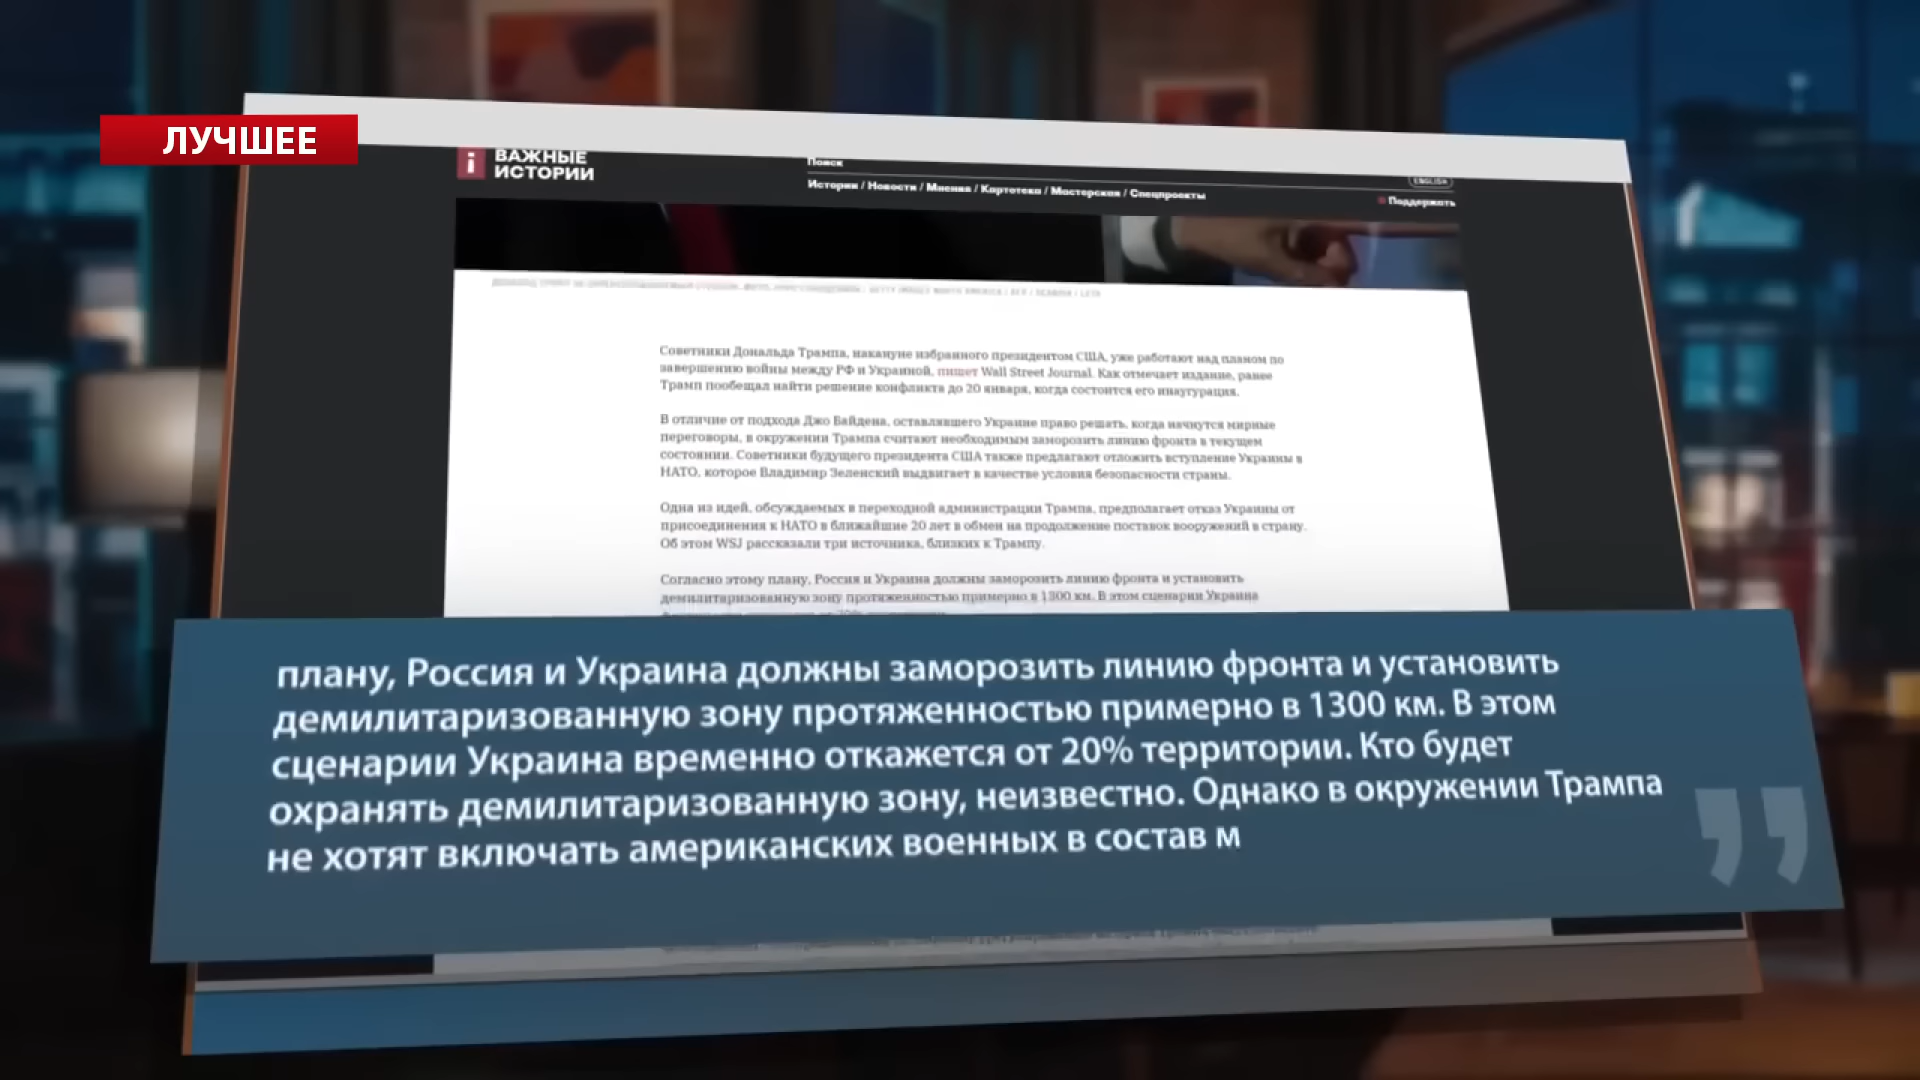 ЛУЧШЕЕ
ВАЖНЫЕ
ИСТОРИИ
Поиск
ENGLISH
Истории / Новости / Мнения / Картотека / Мастерская / Спецпроекты
Поддержать
Советники Дональда Трампа, накануне избранного президентом США, уже работают над планом по
завершению войны между РФ и Украиной, пишет Wall Street Journal. Как отмечает издание, ранее
Трамп пообещал найти решение конфликта до 20 января, когда состоится его инаугурация.
В отличие от подхода Джо Байдена, оставлявшего Украине право решать, когда начнутся мирные
переговоры, в окружении Трампа считают необходимым заморозить линию фронта в текущем
состоянии. Советники будущего президента США также предлагают отложить вступление Украины в
НАТО, которое Владимир Зеленский выдвигает в качестве условия безопасности страны.
Одна из идей, обсуждаемых в переходной администрации Трампа, предполагает отказ Украины от
присоединения к НАТО в ближайшие 20 лет в обмен на продолжение поставок вооружений в страну.
Об этом WSJ рассказали три источника, близких к Трампу.
Согласно этому плану, Россия и Украина должны заморозить линию фронта и установить
демилитаризованную зону протяженностью примерно в 1300 км. В этом сценарии Украина
плану, Россия и Украина должны заморозить линию фронта и установить
демилитаризованную зону протяженностью примерно в 1300 км. В этом
сценарии Украина временно откажется от 20% территории. Кто будет
охранять демилитаризованную зону, неизвестно. Однако в окружении Трампа
не хотят включать американских военных в состав м